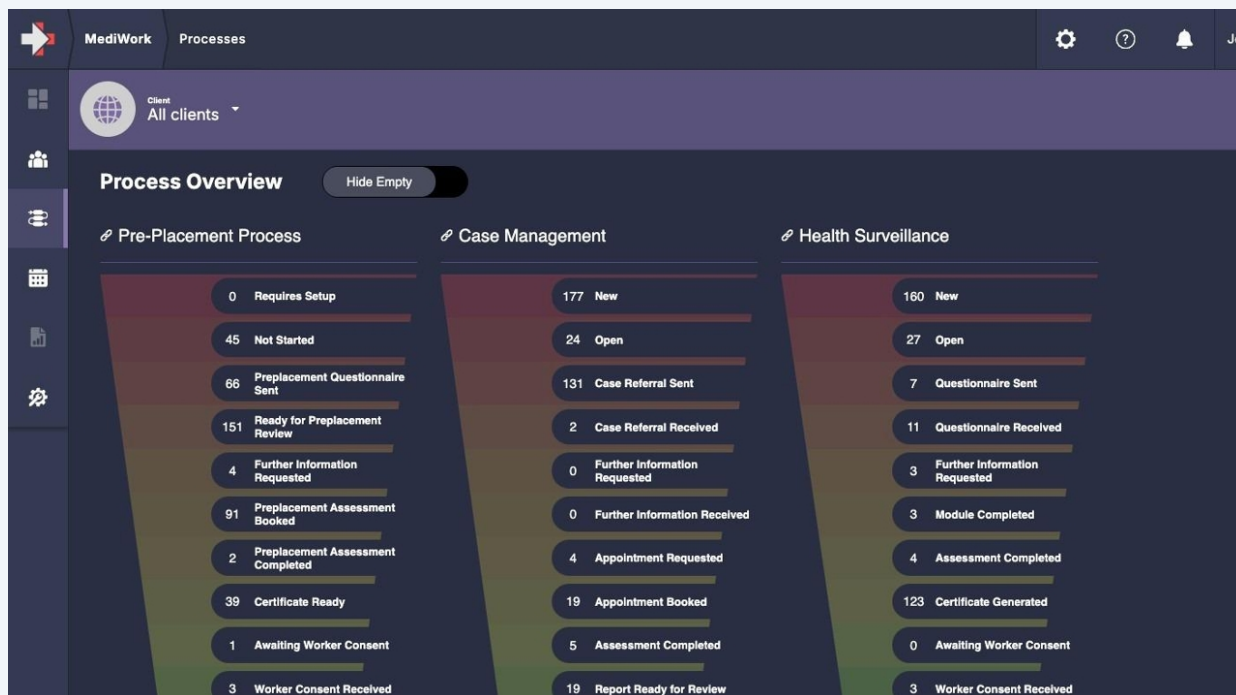 MediWork
Processes
Client
All clients
Process Overview
Hide Empty
Pre-Placement Process
0 Requires Setup
45 Not Started
66 Preplacement Questionnaire
Sent
151 Ready for Preplacement
Review
4 Further Information
Requested
91 Preplacement Assessment
Booked
2 Preplacement Assessment
Completed
39 Certificate Ready
1 Awaiting Worker Consent
3 Worker Consent Received
Case Management
177 New
24 Open
131 Case Referral Sent
2 Case Referral Received
0 Further Information
Requested
0 Further Information Received
4 Appointment Requested
19 Appointment Booked
5 Assessment Completed
19 Report Ready for Review
Health Surveillance
160 New
27 Open
7 Questionnaire Sent
11 Questionnaire Received
3 Further Information
Requested
3 Module Completed
4 Assessment Completed
123 Certificate Generated
0 Awaiting Worker Consent
3 Worker Consent Received